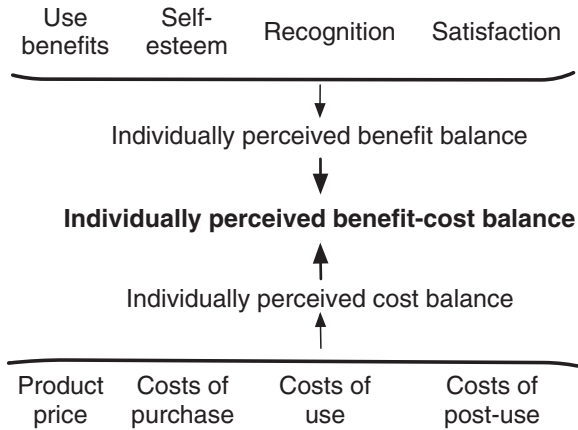 Use Self- Recognition Satisfaction
benefits esteem
Individually perceived benefit balance
Individually perceived benefit-cost balance
Individually perceived cost balance
Product Costs of Costs of Costs of
price purchase use post-use